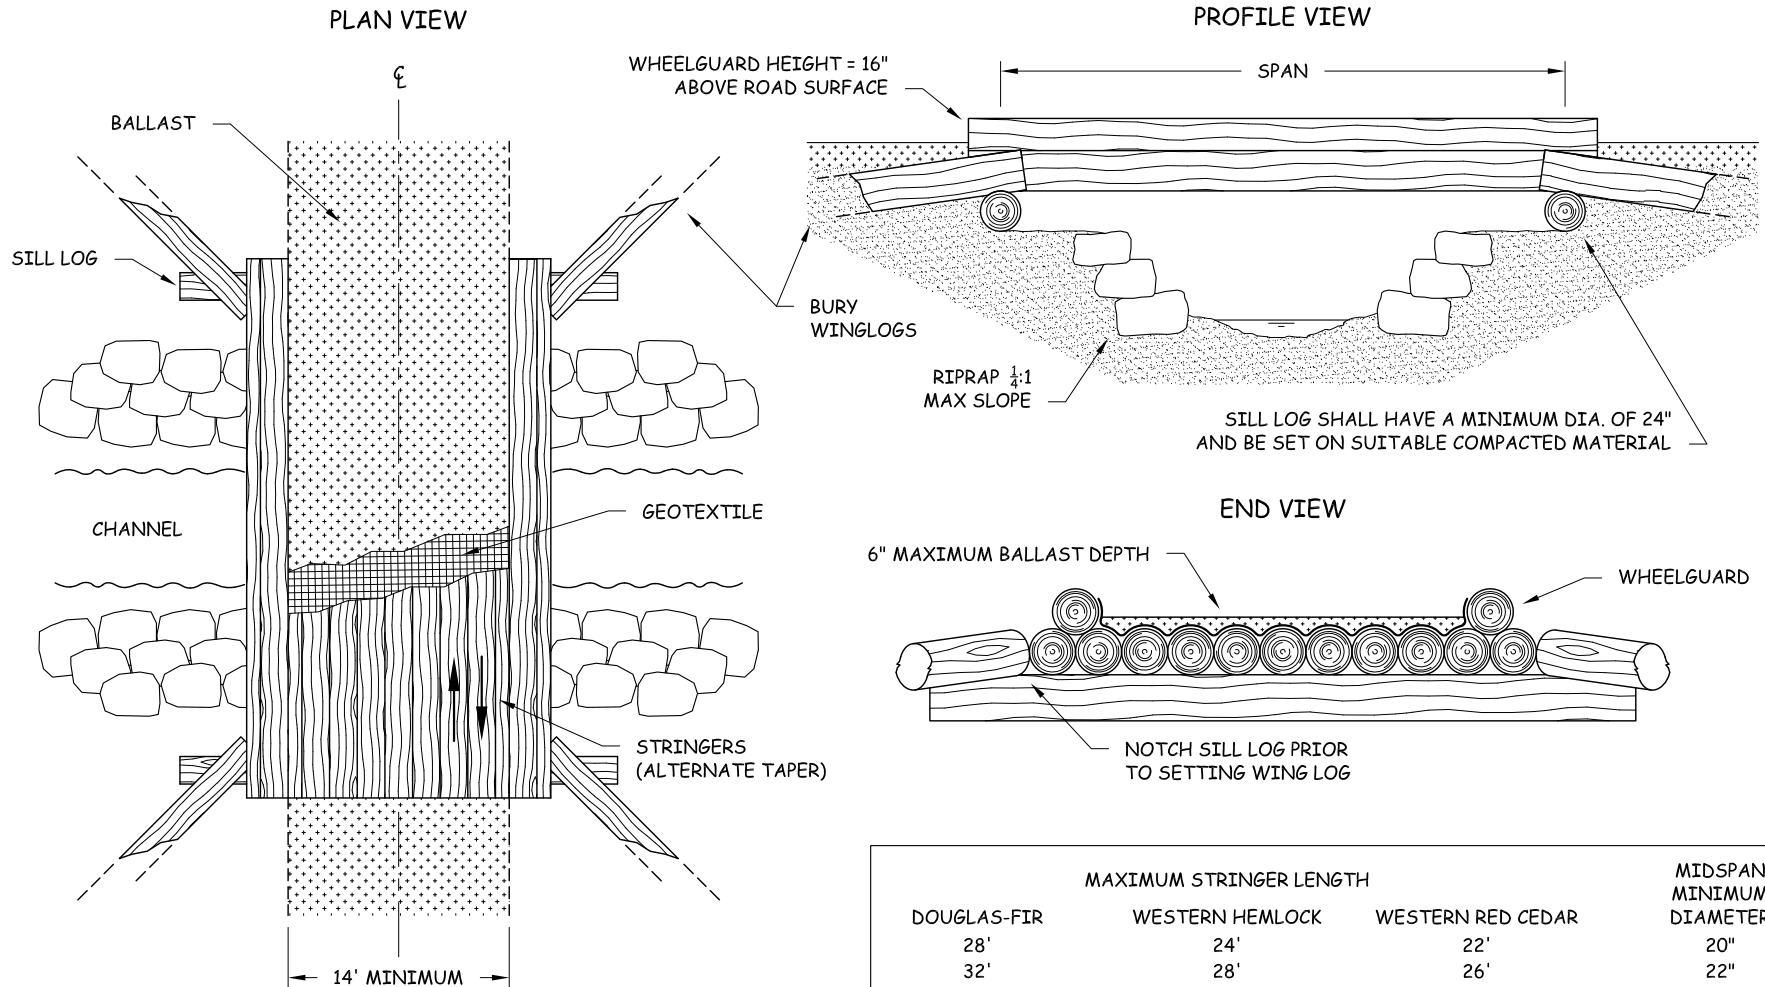 PLAN VIEW
℄
BALLAST
SILL LOG
CHANNEL
GEOTEXTILE
STRINGERS
(ALTERNATE TAPER)
BURY
WINGLOGS
14' MINIMUM
PROFILE VIEW
WHEELGUARD HEIGHT = 16"
ABOVE ROAD SURFACE
SPAN
RIPRAP 1/4:1
MAX SLOPE
SILL LOG SHALL HAVE A MINIMUM DIA. OF 24"
AND BE SET ON SUITABLE COMPACTED MATERIAL
END VIEW
6" MAXIMUM BALLAST DEPTH
WHEELGUARD
NOTCH SILL LOG PRIOR
TO SETTING WING LOG
MAXIMUM STRINGER LENGTH
MIDSPAN
MINIMUM
DOUGLAS-FIR WESTERN HEMLOCK WESTERN RED CEDAR DIAMETER
28' 24' 22' 20"
32' 28' 26' 22"